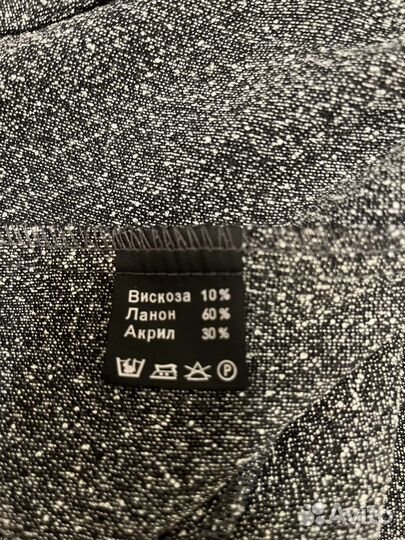 Вискоза 10%
Ланон 60%
Акрил 30%
P
Avito